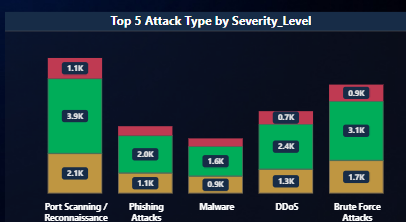 Top 5 Attack Type by Severity_Level
1.1K
3.9K
2.1K
2.0K
1.1K
1.6K
0.9K
0.7K
2.4K
1.3K
0.9K
3.1K
1.7K
Port Scanning /
Reconnaissance
Phishing
Attacks
Malware
DDoS
Brute Force
Attacks